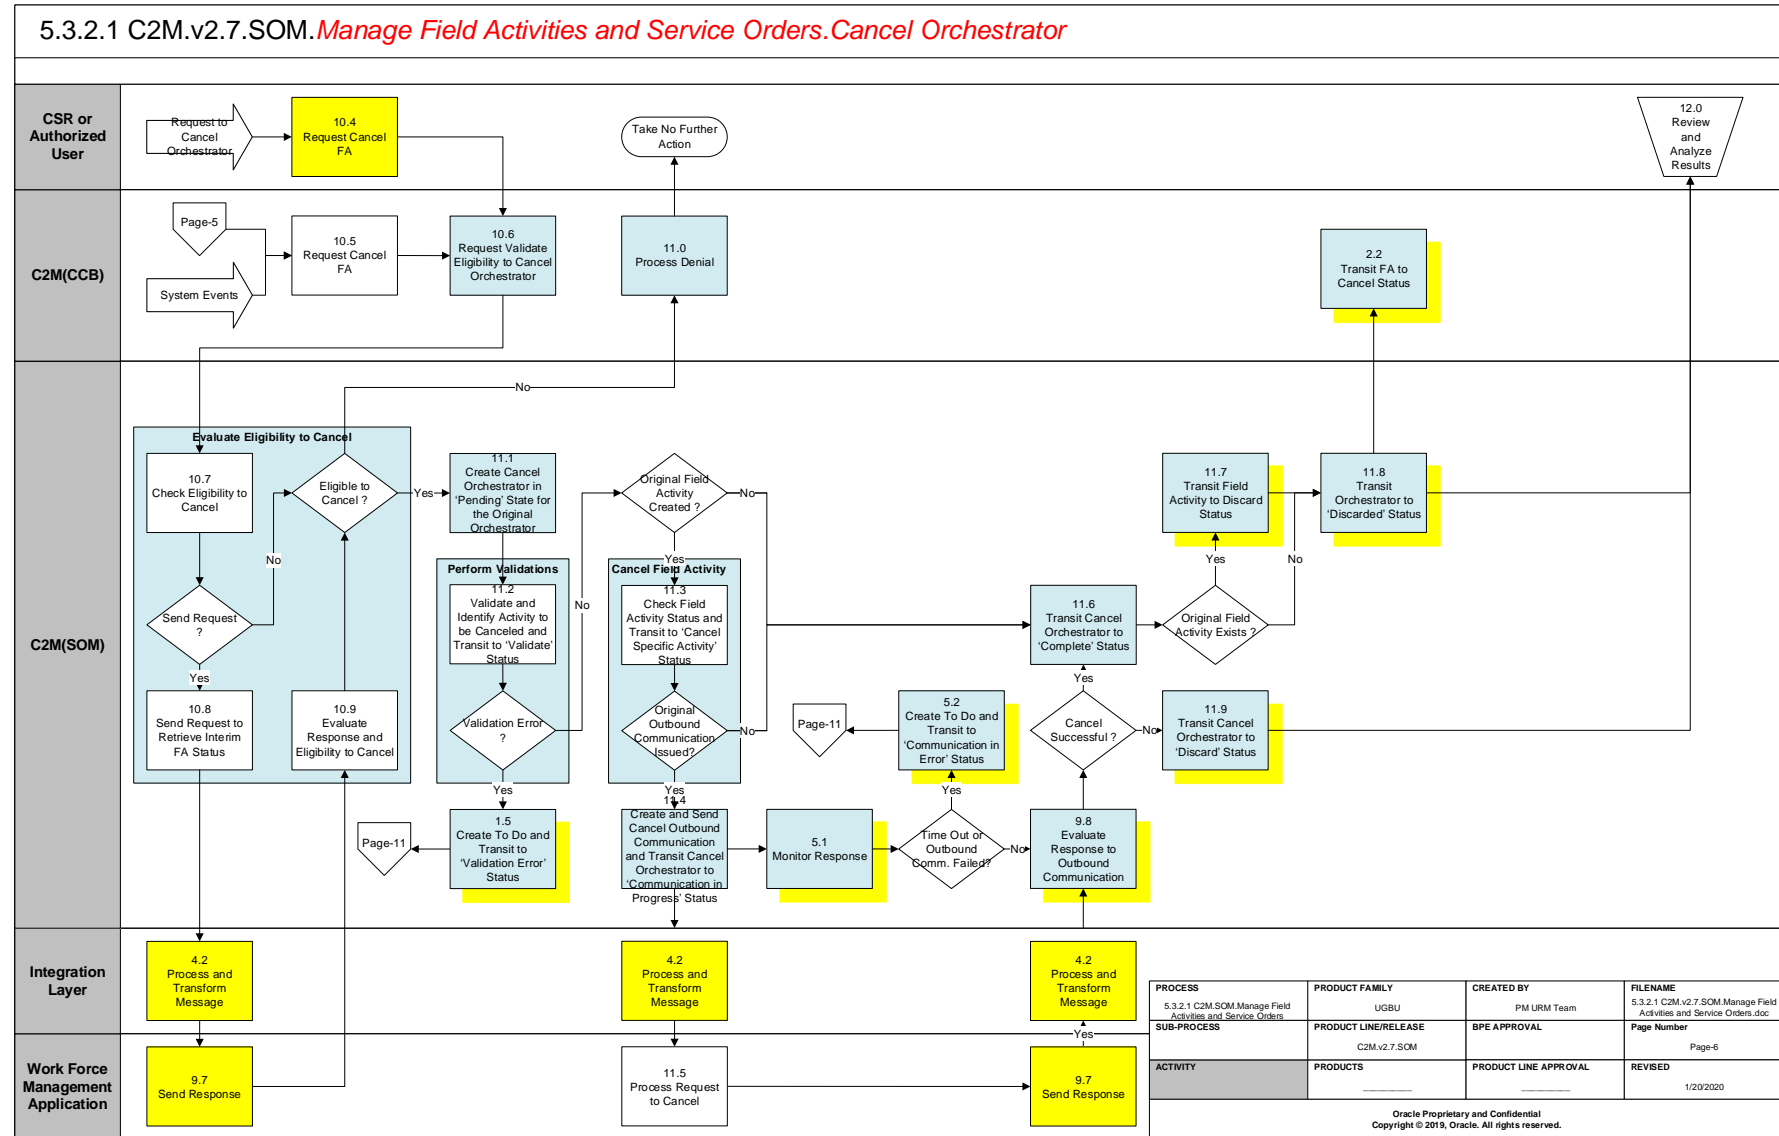 5.3.2.1 C2M.v2.7.SOM.Manage Field Activities and Service Orders.Cancel Orchestrator
CSR or
Authorized
User
Request to
Cancel
Orchestrator
10.4
Request Cancel
FA
Take No Further
Action
12.0
Review
and
Analyze
Results
C2M(CCB)
Page-5
System Events
10.5
Request Cancel
FA
10.6
Request Validate
Eligibility to Cancel
Orchestrator
11.0
Process Denial
2.2
Transit FA to
Cancel Status
C2M(SOM)
No
Evaluate Eligibility to Cancel
10.7
Check Eligibility to
Cancel
Eligible to
Cancel ?
Yes
No
Send Request
?
Yes
10.8
Send Request to
Retrieve Interim
FA Status
10.9
Evaluate
Response and
Eligibility to Cancel
11.1
Create Cancel
Orchestrator in
‘Pending’ State for
the Original
Orchestrator
Perform Validations
11.2
Validate and
Identify Activity to
be Canceled and
Transit to ‘Validate’
Status
Validation Error
?
No
Yes
1.5
Create To Do and
Transit to
‘Validation Error’
Status
Page-11
Original Field
Activity
Created ?
No
Yes
Cancel Field Activity
11.3
Check Field
Activity Status and
Transit to ‘Cancel
Specific Activity’
Status
Original
Outbound
Communication
Issued?
No
Yes
11.4
Create and Send
Cancel Outbound
Communication
and Transit Cancel
Orchestrator to
‘Communication in
Progress’ Status
5.1
Monitor Response
Page-11
5.2
Create To Do and
Transit to
‘Communication in
Error’ Status
Yes
Time Out or
Outbound
Comm. Failed?
No
9.8
Evaluate
Response to
Outbound
Communication
Cancel
Successful ?
Yes
No
11.6
Transit Cancel
Orchestrator to
‘Complete’ Status
Original Field
Activity Exists ?
Yes
No
11.7
Transit Field
Activity to Discard
Status
11.8
Transit
Orchestrator to
‘Discarded’ Status
11.9
Transit Cancel
Orchestrator to
‘Discard’ Status
Integration
Layer
4.2
Process and
Transform
Message
4.2
Process and
Transform
Message
4.2
Process and
Transform
Message
Yes
Work Force
Management
Application
9.7
Send Response
11.5
Process Request
to Cancel
9.7
Send Response
PROCESS
5.3.2.1 C2M.SOM.Manage Field
Activities and Service Orders
PRODUCT FAMILY
UGBU
CREATED BY
PM URM Team
FILENAME
5.3.2.1 C2M.v2.7.SOM.Manage Field
Activities and Service Orders.doc
SUB-PROCESS
PRODUCT LINE/RELEASE
C2M.v2.7.SOM
BPE APPROVAL
Page Number
Page-6
ACTIVITY
PRODUCTS
PRODUCT LINE APPROVAL
REVISED
1/20/2020
Oracle Proprietary and Confidential
Copyright © 2019, Oracle. All rights reserved.